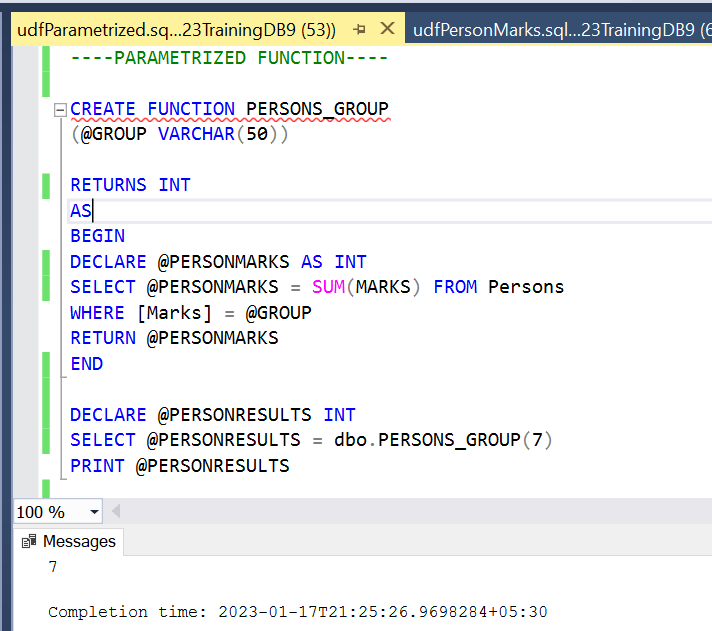 udfParametrized.sq...23TrainingDB9 (53))
udfPersonMarks.sql...23TrainingDB9 (6
----PARAMETRIZED FUNCTION----
CREATE FUNCTION PERSONS_GROUP
(@GROUP VARCHAR(50))
RETURNS INT
AS
BEGIN
DECLARE @PERSONMARKS AS INT
SELECT @PERSONMARKS = SUM(MARKS) FROM Persons
WHERE [Marks] = @GROUP
RETURN @PERSONMARKS
END
DECLARE @PERSONRESULTS INT
SELECT @PERSONRESULTS = dbo.PERSONS_GROUP(7)
PRINT @PERSONRESULTS
100 %
Messages
7
Completion time: 2023-01-17T21:25:26.9698284+05:30